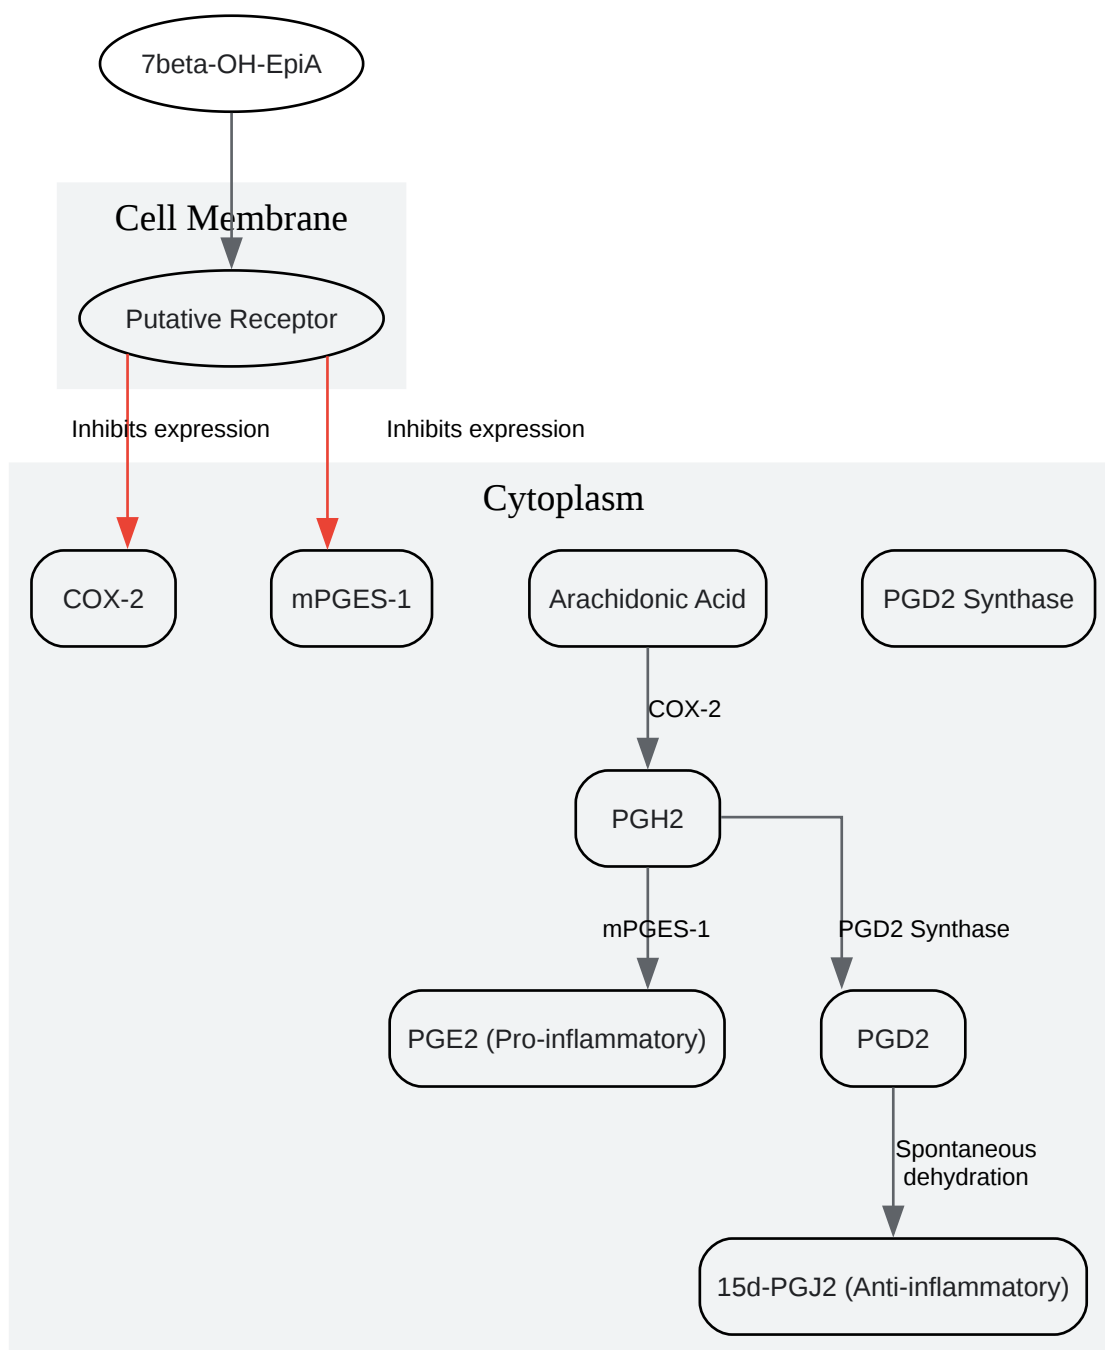 7beta-OH-EpiA
Cell Membrane
Putative Receptor
Inhibits expression
Inhibits expression
Cytoplasm
COX-2
mPGES-1
Arachidonic Acid
PGD2 Synthase
COX-2
PGH2
mPGES-1
PGD2 Synthase
PGE2 (Pro-inflammatory)
PGD2
Spontaneous
dehydration
15d-PGJ2 (Anti-inflammatory)